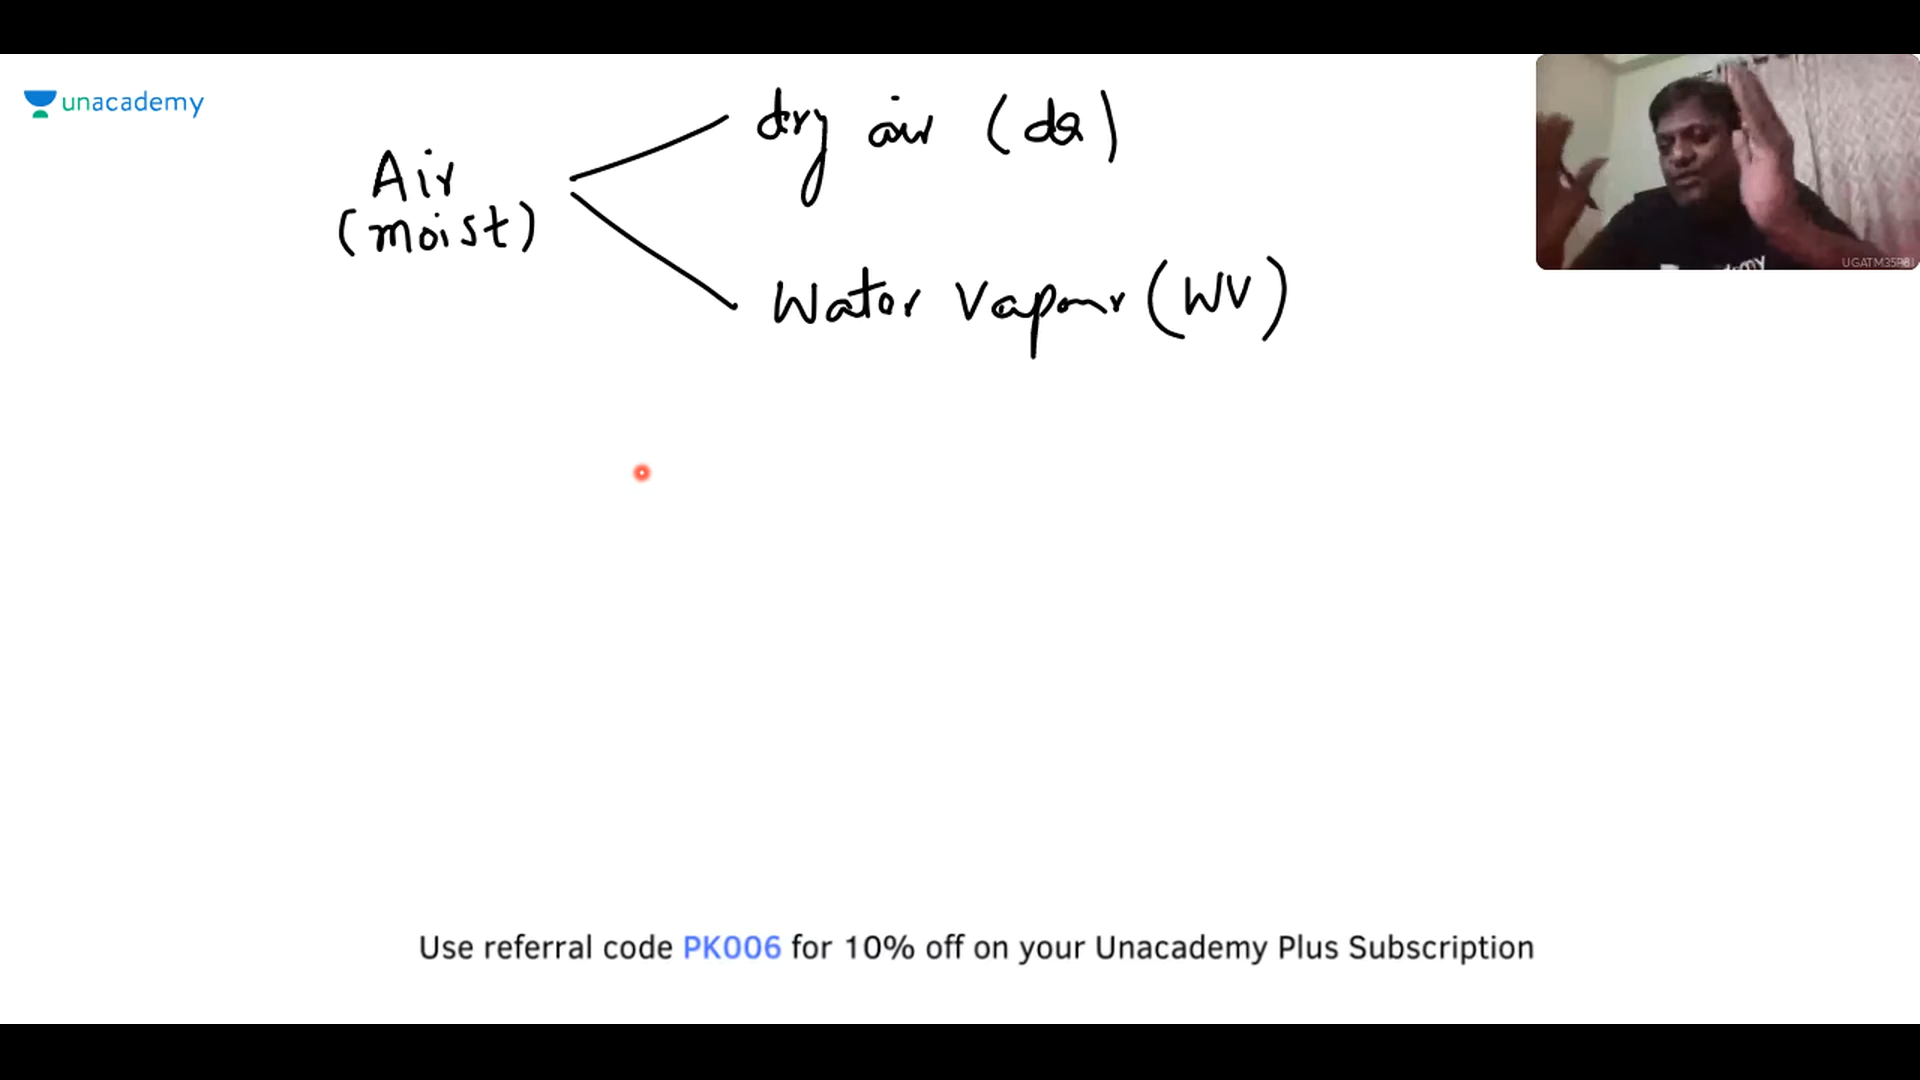 unacademy
dry air (da)
Air
(moist)
Water Vapour (WV)
Use referral code PK006 for 10% off on your Unacademy Plus Subscription